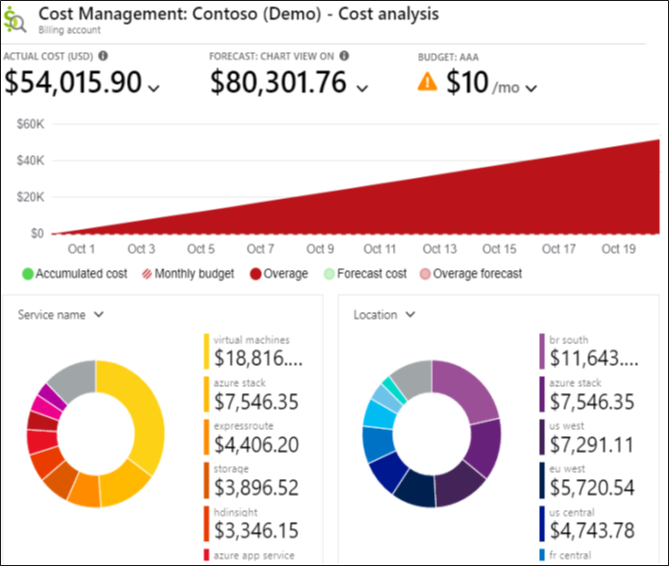 Cost Management: Contoso (Demo) - Cost analysis
Billing account
ACTUAL COST (USD)
FORECAST: CHART VIEW ON
BUDGET: AAA
$54,015.90
$80,301.76
$10 /mo
$60K
$40K
$20K
$0
Oct 1 Oct 3 Oct 5 Oct 7 Oct 9 Oct 11 Oct 13 Oct 15 Oct 17 Oct 19
Accumulated cost Monthly budget Overage Forecast cost Overage forecast
Service name
virtual machines
$18,816....
azure stack
$7,546.35
expressroute
$4,406.20
storage
$3,896.52
hdinsight
$3,346.15
azure app service
Location
br south
$11,643....
azure stack
$7,546.35
us west
$7,291.11
eu west
$5,720.54
us central
$4,743.78
fr central